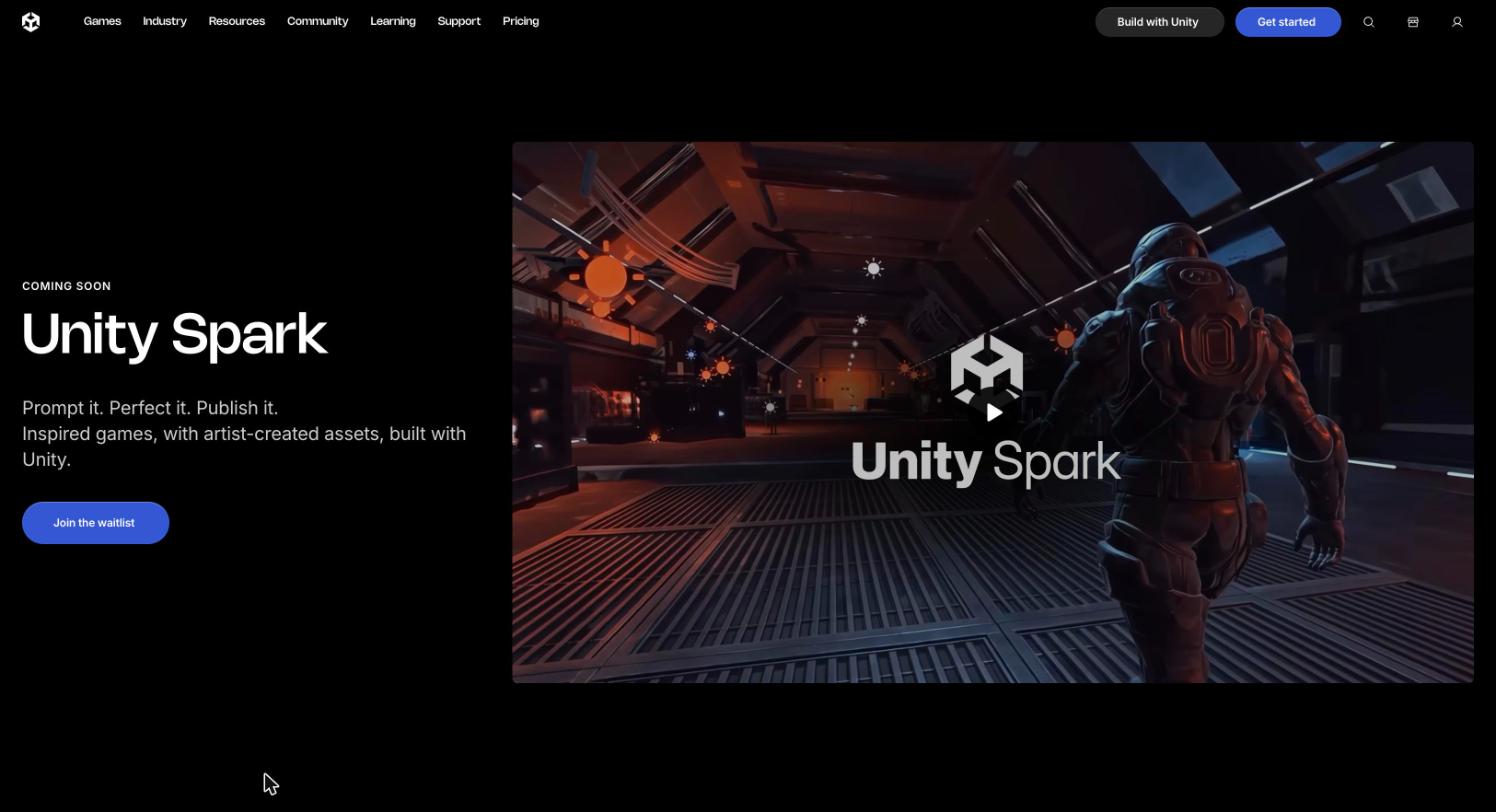 Games Industry Resources Community Learning Support Pricing Build with Unity Get started
COMING SOON
Unity Spark
Prompt it. Perfect it. Publish it.
Inspired games, with artist-created assets, built with
Unity.
Join the waitlist
Unity Spark